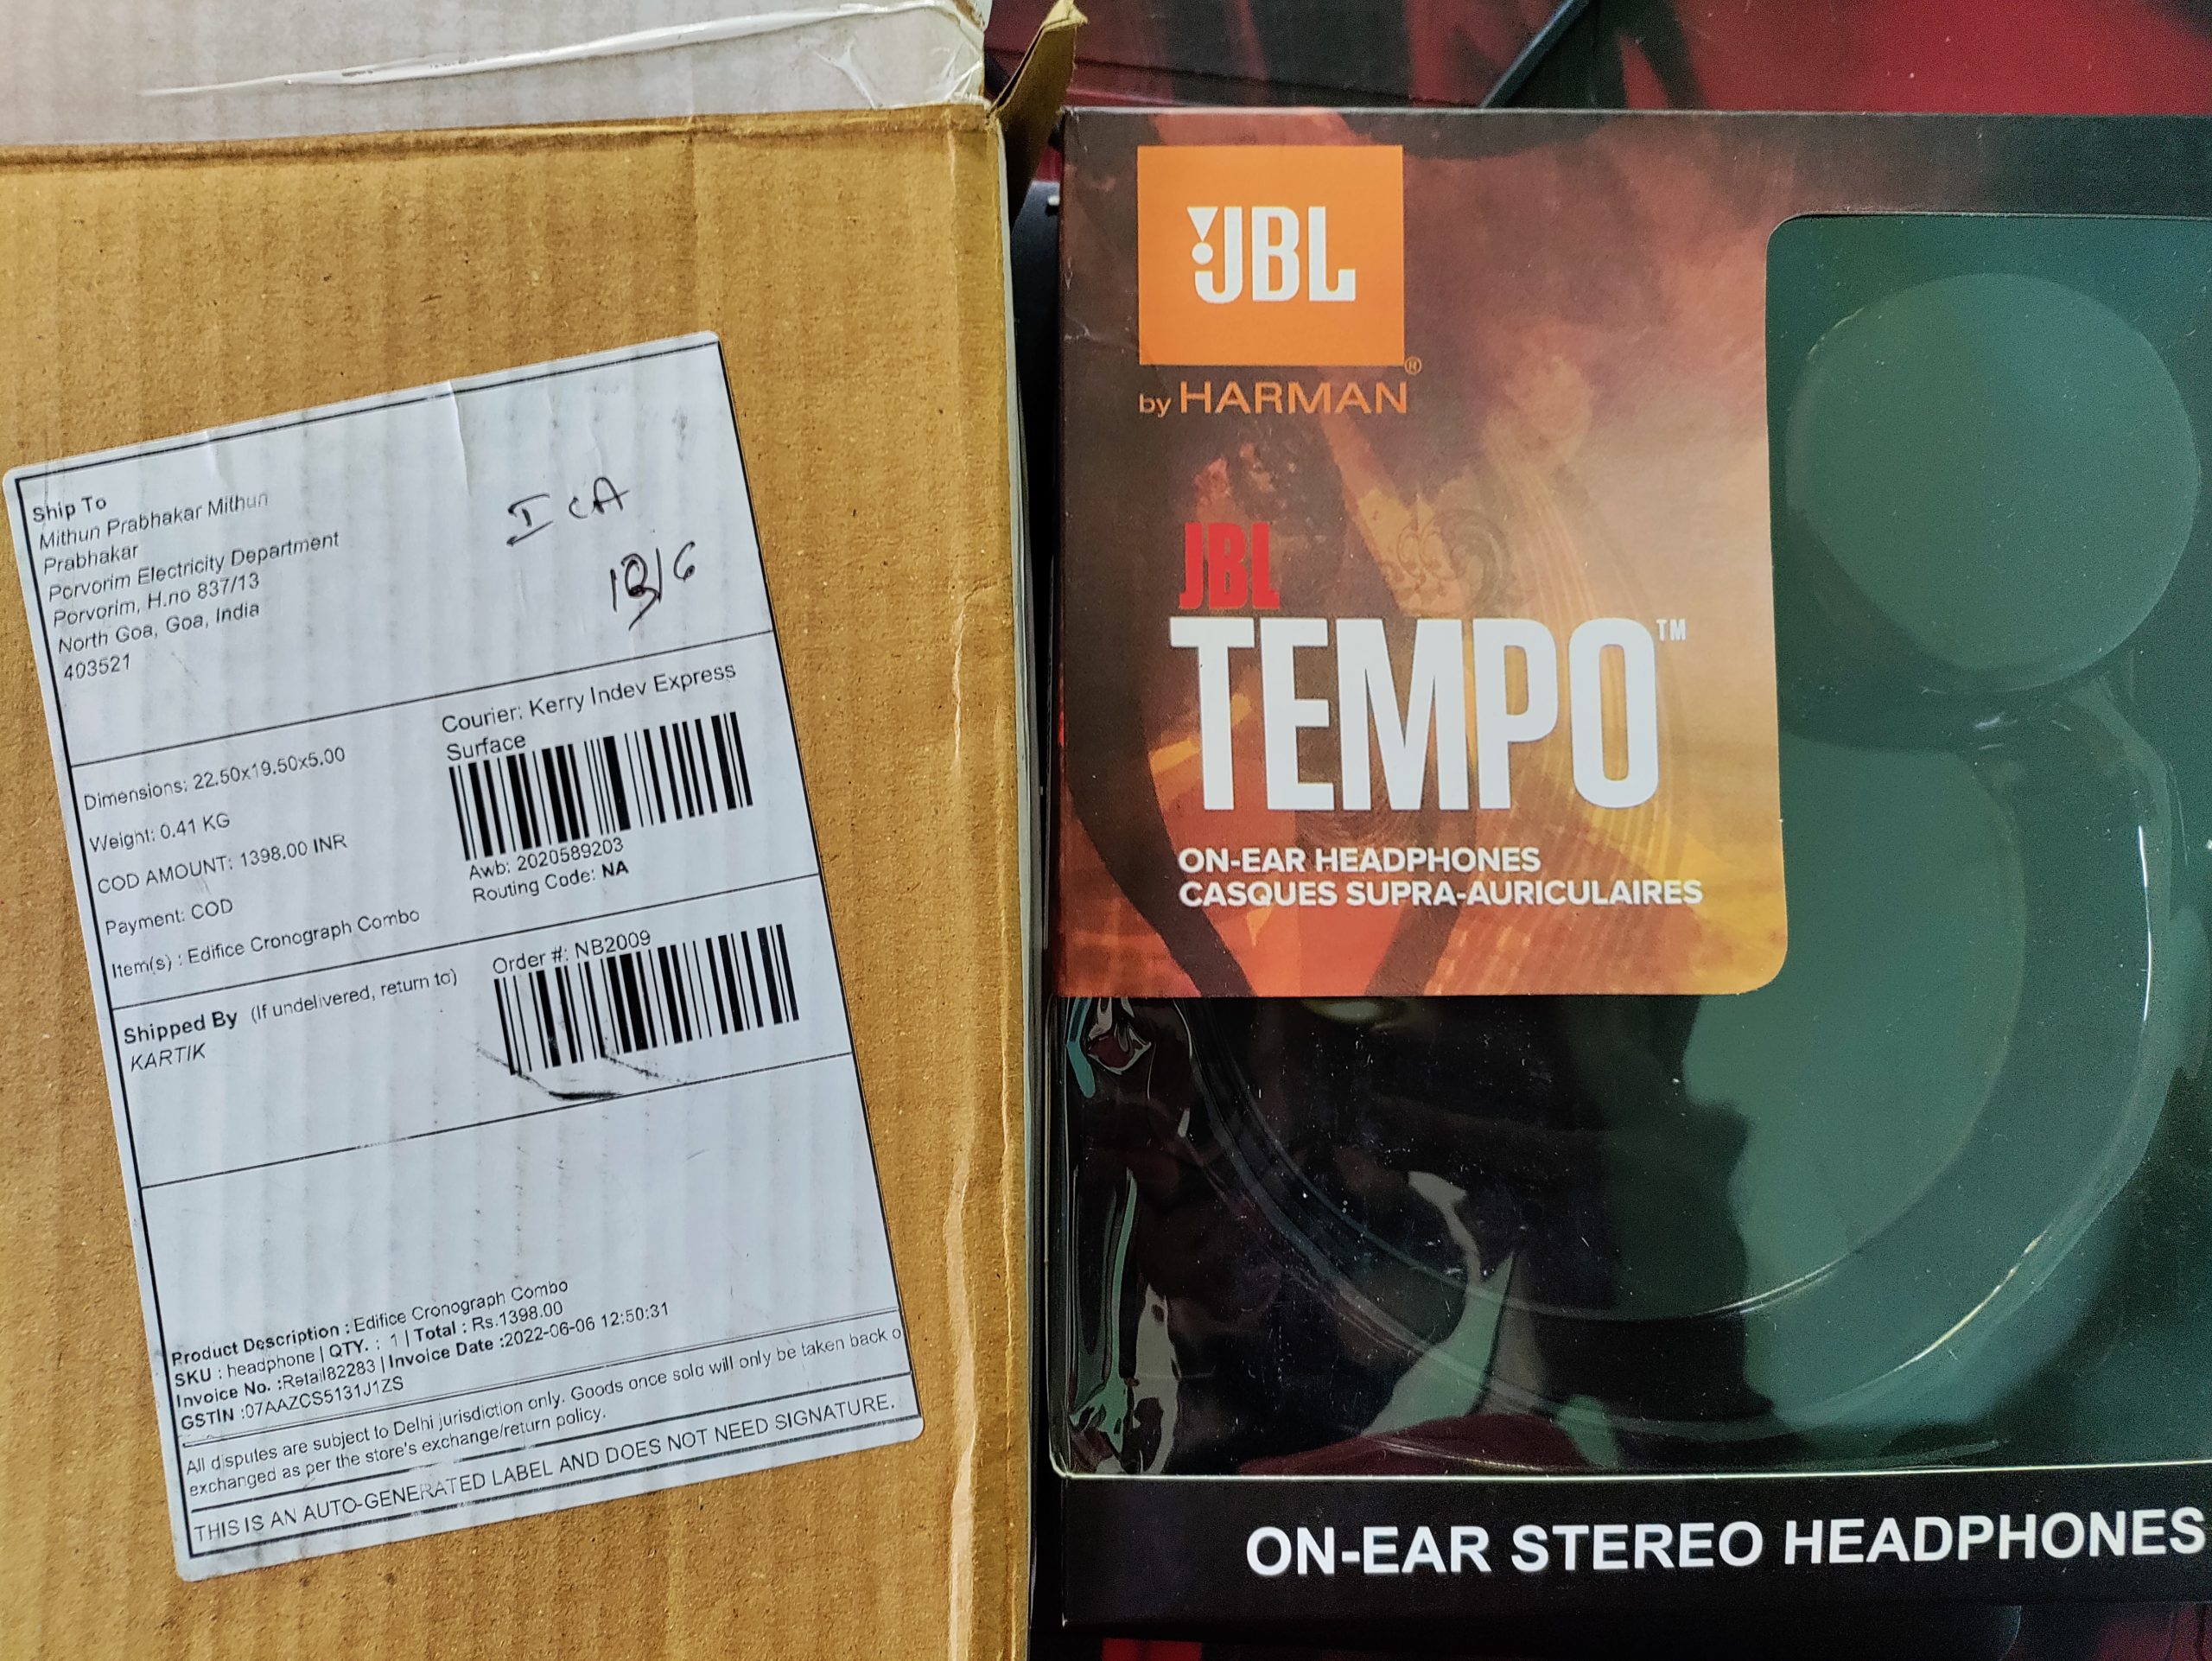 Ship To
Mithun Prabhakar Mithun
Prabhakar
Porvorim Electricity Department
Porvorim, H.no 837/13
North Goa, Goa, India
403521
I CA
Dimensions: 22.50x19.50x5.00
Weight: 0.41 KG
COD AMOUNT: 1398.00 INR
Payment: COD
Item(s) : Edifice Cronograph Combo
Courier: Kerry Indev Express
Surface
Awb: 2020589203
Routing Code: NA
Shipped By (If undelivered, return to)
KARTIK
Order #: NB2009
Product Description : Edifice Cronograph Combo
SKU : headphone | QTY. : 1 | Total : Rs.1398.00
Invoice No. :Retail82283 | Invoice Date :2022-06-06 12:50:31
GSTIN :07AAZCS5131J1ZS
All disputes are subject to Delhi jurisdiction only. Goods once sold will only be taken back o
exchanged as per the store's exchange/return policy.
THIS IS AN AUTO-GENERATED LABEL AND DOES NOT NEED SIGNATURE.
JBL
®
by HARMAN
JBL
TEMPO™
ON-EAR HEADPHONES
CASQUES SUPRA-AURICULAIRES
ON-EAR STEREO HEADPHONES